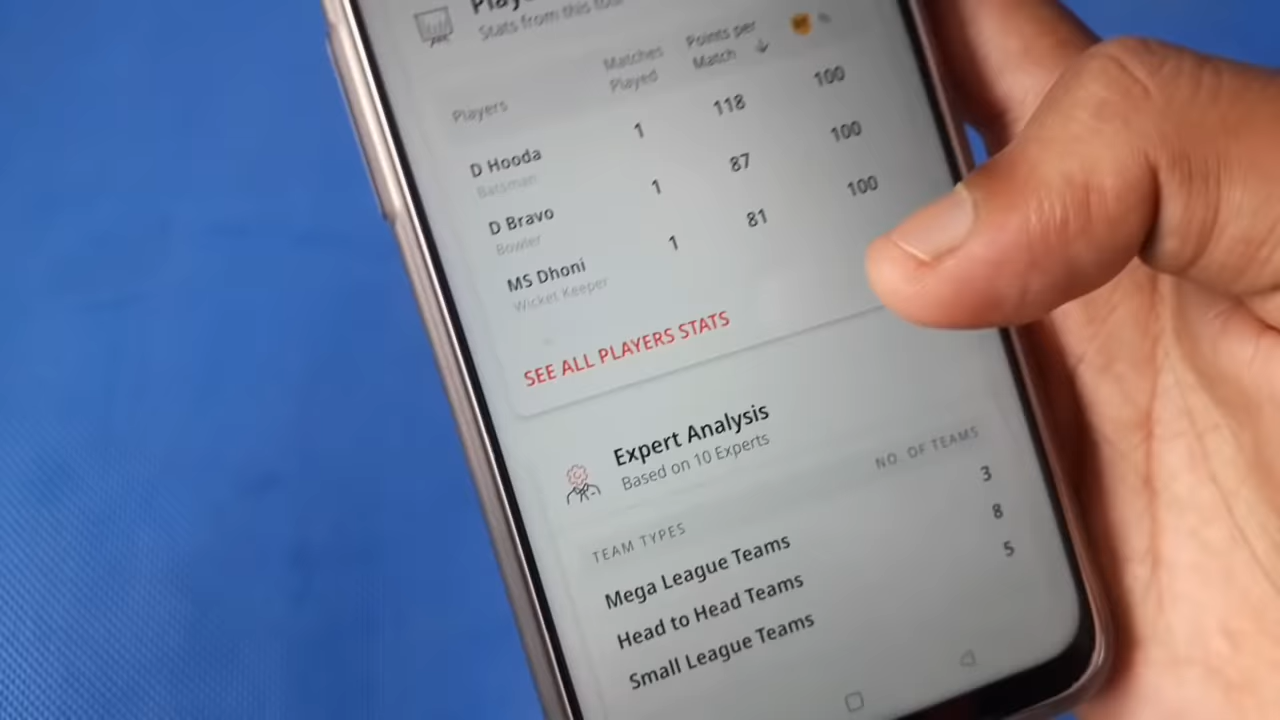 Stats from this
Matches Played
Points per Match
%
Players
D Hooda 1 118 100
Batsman
D Bravo 1 87 100
Bowler
MS Dhoni 1 81 100
Wicket Keeper
SEE ALL PLAYERS STATS
Expert Analysis
Based on 10 Experts
TEAM TYPES NO. OF TEAMS
Mega League Teams 3
Head to Head Teams 8
Small League Teams 5